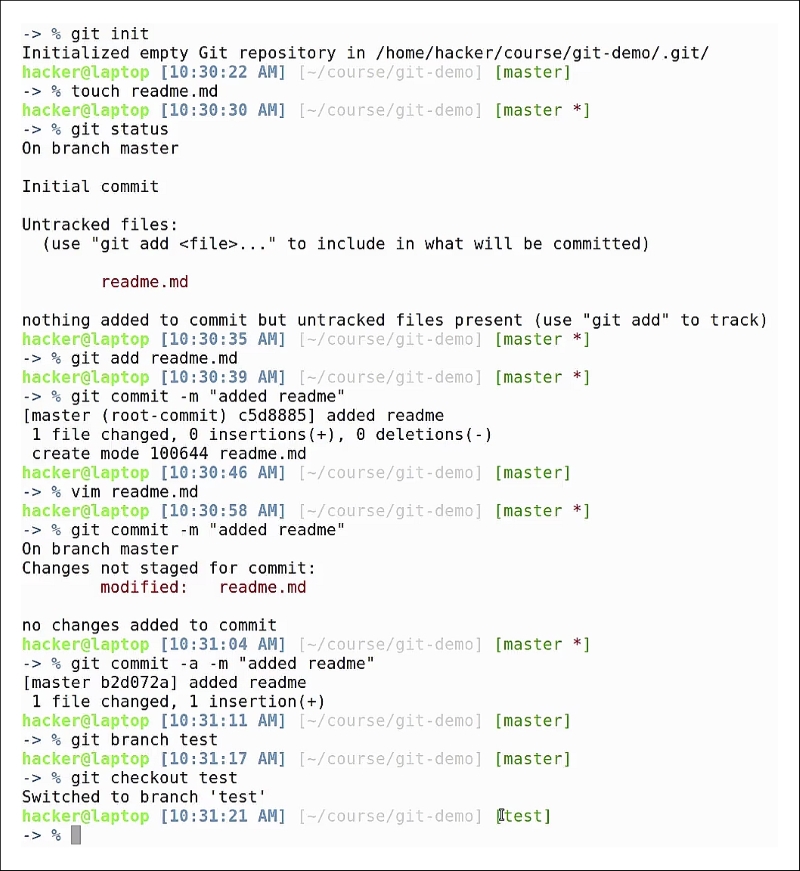 -> % git init
Initialized empty Git repository in /home/hacker/course/git-demo/.git/
hacker@laptop [10:30:22 AM] [~/course/git-demo] [master]
-> % touch readme.md
hacker@laptop [10:30:30 AM] [~/course/git-demo] [master *]
-> % git status
On branch master
Initial commit
Untracked files:
(use "git add <file>..." to include in what will be committed)
readme.md
nothing added to commit but untracked files present (use "git add" to track)
hacker@laptop [10:30:35 AM] [~/course/git-demo] [master *]
-> % git add readme.md
hacker@laptop [10:30:39 AM] [~/course/git-demo] [master *]
-> % git commit -m "added readme"
[master (root-commit) c5d8885] added readme
1 file changed, 0 insertions(+), 0 deletions(-)
create mode 100644 readme.md
hacker@laptop [10:30:46 AM] [~/course/git-demo] [master]
-> % vim readme.md
hacker@laptop [10:30:58 AM] [~/course/git-demo] [master *]
-> % git commit -m "added readme"
On branch master
Changes not staged for commit:
modified:   readme.md
no changes added to commit
hacker@laptop [10:31:04 AM] [~/course/git-demo] [master *]
-> % git commit -a -m "added readme"
[master b2d072a] added readme
1 file changed, 1 insertion(+)
hacker@laptop [10:31:11 AM] [~/course/git-demo] [master]
-> % git branch test
hacker@laptop [10:31:17 AM] [~/course/git-demo] [master]
-> % git checkout test
Switched to branch 'test'
hacker@laptop [10:31:21 AM] [~/course/git-demo] [test]
-> %